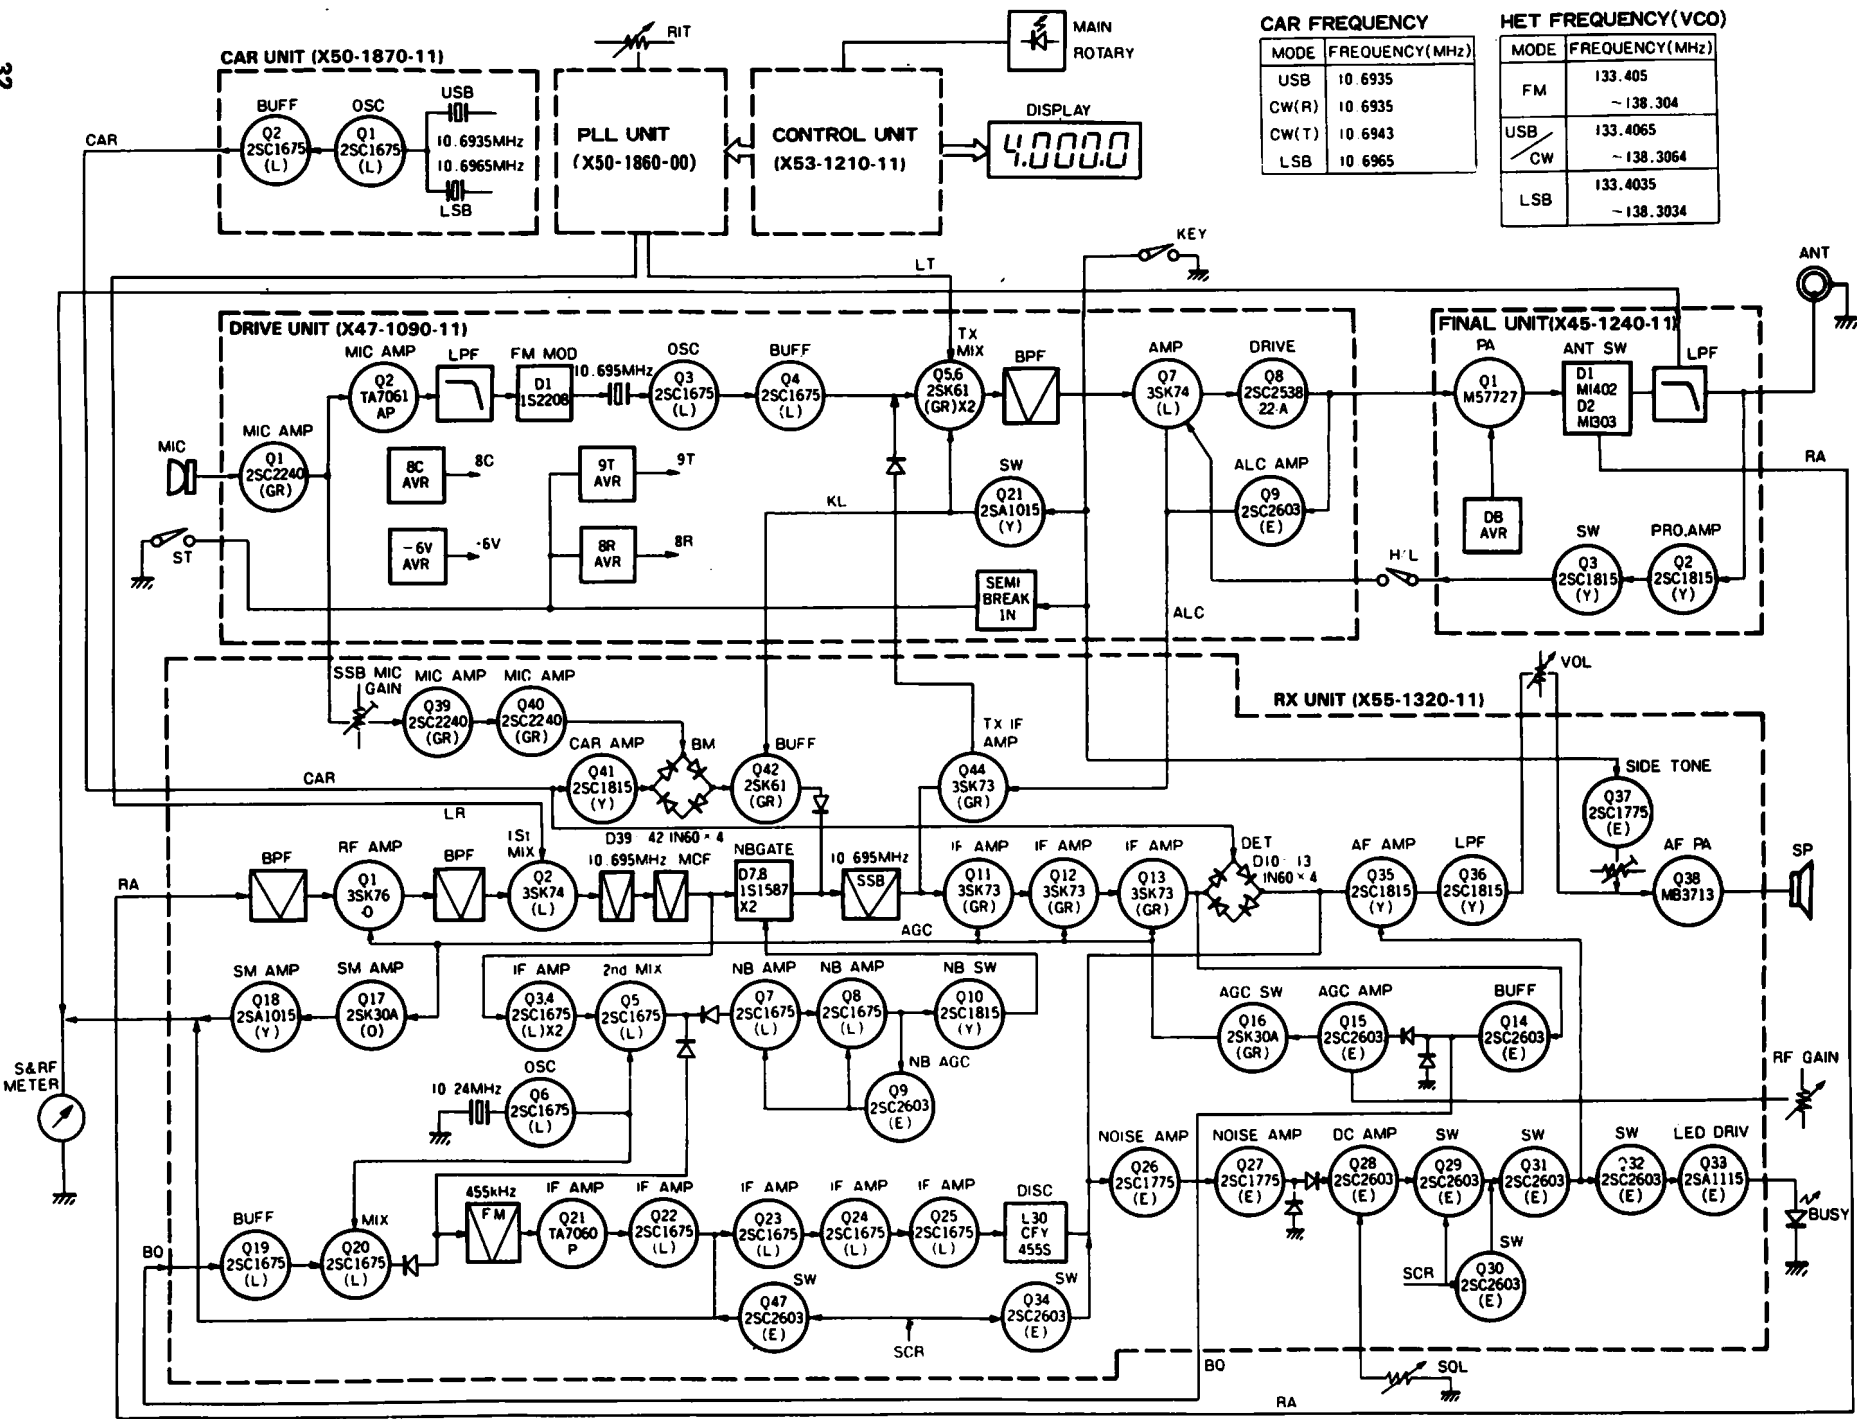 32
CAR UNIT (X50-1870-11)
BUFF
Q2
2SC1675
(L)
OSC
Q1
2SC1675
(L)
USB
10.6935MHz
10.6965MHz
LSB
CAR
RIT
PLL UNIT
(X50-1860-00)
CONTROL UNIT
(X53-1210-11)
MAIN
ROTARY
DISPLAY
4.000.0
CAR FREQUENCY
MODE FREQUENCY(MHz)
USB 10.6935
CW(R) 10.6935
CW(T) 10.6943
LSB 10.6965
HET FREQUENCY(VCO)
MODE FREQUENCY(MHz)
FM 133.405
~138.304
USB/CW 133.4065
~138.3064
LSB 133.4035
~138.3034
LT
KEY
ANT
DRIVE UNIT (X47-1090-11)
MIC AMP
Q2
TA7061
AP
LPF
FM MOD
D1
1S2208
10.695MHz
OSC
Q3
2SC1675
(L)
BUFF
Q4
2SC1675
(L)
TX
MIX
Q5,6
2SK61
(GR)X2
BPF
AMP
Q7
3SK74
(L)
DRIVE
Q8
2SC2538
22-A
MIC
MIC AMP
Q1
2SC2240
(GR)
8C
AVR
8C
9T
AVR
9T
-6V
AVR
-6V
8R
AVR
8R
ST
KL
SW
Q21
2SA1015
(Y)
ALC AMP
Q9
2SC2603
(E)
SEMI
BREAK
IN
ALC
H/L
FINAL UNIT(X45-1240-11)
PA
Q1
M57727
ANT SW
D1
MI402
D2
MI303
LPF
DB
AVR
SW
Q3
2SC1815
(Y)
PRO.AMP
Q2
2SC1815
(Y)
RA
RX UNIT (X55-1320-11)
SSB MIC
GAIN
MIC AMP
Q39
2SC2240
(GR)
MIC AMP
Q40
2SC2240
(GR)
CAR
CAR AMP
Q41
2SC1815
(Y)
BM
D39 42 IN60×4
BUFF
Q42
2SK61
(GR)
TX IF
AMP
Q44
3SK73
(GR)
VOL
SIDE TONE
Q37
2SC1775
(E)
LR
RA
BPF
RF AMP
Q1
3SK76
O
BPF
1St
MIX
Q2
3SK74
(L)
10.695MHz MCF
NBGATE
D7,8
1S1587
X2
10.695MHz
SSB
IF AMP
Q11
3SK73
(GR)
IF AMP
Q12
3SK73
(GR)
IF AMP
Q13
3SK73
(GR)
DET
D10 13
IN60×4
AF AMP
Q35
2SC1815
(Y)
LPF
Q36
2SC1815
(Y)
AF PA
Q38
MB3713
SP
AGC
SM AMP
Q18
2SA1015
(Y)
SM AMP
Q17
2SK30A
(O)
IF AMP
Q3,4
2SC1675
(L)X2
2nd MIX
Q5
2SC1675
(L)
NB AMP
Q7
2SC1675
(L)
NB AMP
Q8
2SC1675
(L)
NB SW
Q10
2SC1815
(Y)
AGC SW
Q16
2SK30A
(GR)
AGC AMP
Q15
2SC2603
(E)
BUFF
Q14
2SC2603
(E)
RF GAIN
S&RF
METER
OSC
10.24MHz
Q6
2SC1675
(L)
NB AGC
Q9
2SC2603
(E)
NOISE AMP
Q26
2SC1775
(E)
NOISE AMP
Q27
2SC1775
(E)
DC AMP
Q28
2SC2603
(E)
SW
Q29
2SC2603
(E)
SW
Q31
2SC2603
(E)
SW
Q32
2SC2603
(E)
LED DRIV
Q33
2SA1115
(E)
BUSY
BQ
BUFF
Q19
2SC1675
(L)
MIX
Q20
2SC1675
(L)
455kHz
FM
IF AMP
Q21
TA7060
P
IF AMP
Q22
2SC1675
(L)
IF AMP
Q23
2SC1675
(L)
IF AMP
Q24
2SC1675
(L)
IF AMP
Q25
2SC1675
(L)
DISC
L30
CFY
455S
SCR
SW
Q30
2SC2603
(E)
SW
Q47
2SC2603
(E)
SCR
SW
Q34
2SC2603
(E)
BQ
SQL
RA